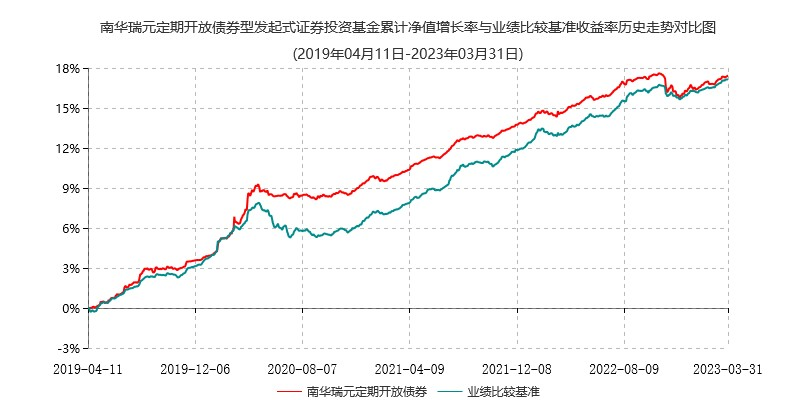 南华瑞元定期开放债券型发起式证券投资基金累计净值增长率与业绩比较基准收益率历史走势对比图
(2019年04月11日-2023年03月31日)
18%
15%
12%
9%
6%
3%
0%
-3%
2019-04-11 2019-12-06 2020-08-07 2021-04-09 2021-12-08 2022-08-09 2023-03-31
南华瑞元定期开放债券 业绩比较基准